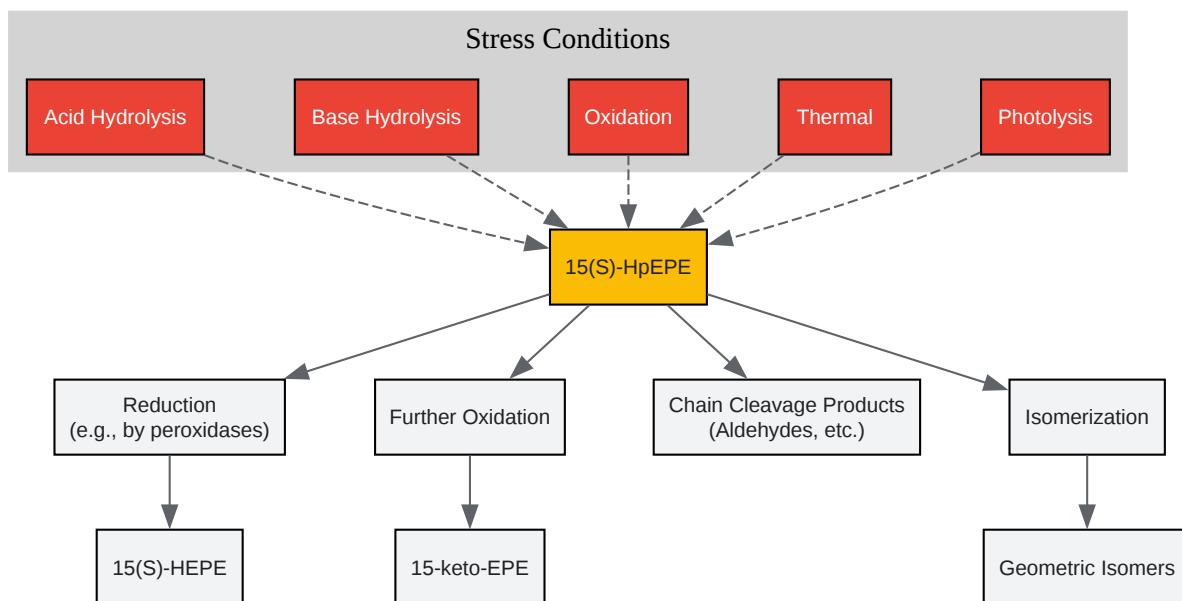 Stress Conditions
Acid Hydrolysis
Base Hydrolysis
Oxidation
Thermal
Photolysis
15(S)-HpEPE
Reduction
(e.g., by peroxidases)
Further Oxidation
Chain Cleavage Products
(Aldehydes, etc.)
Isomerization
15(S)-HEPE
15-keto-EPE
Geometric Isomers